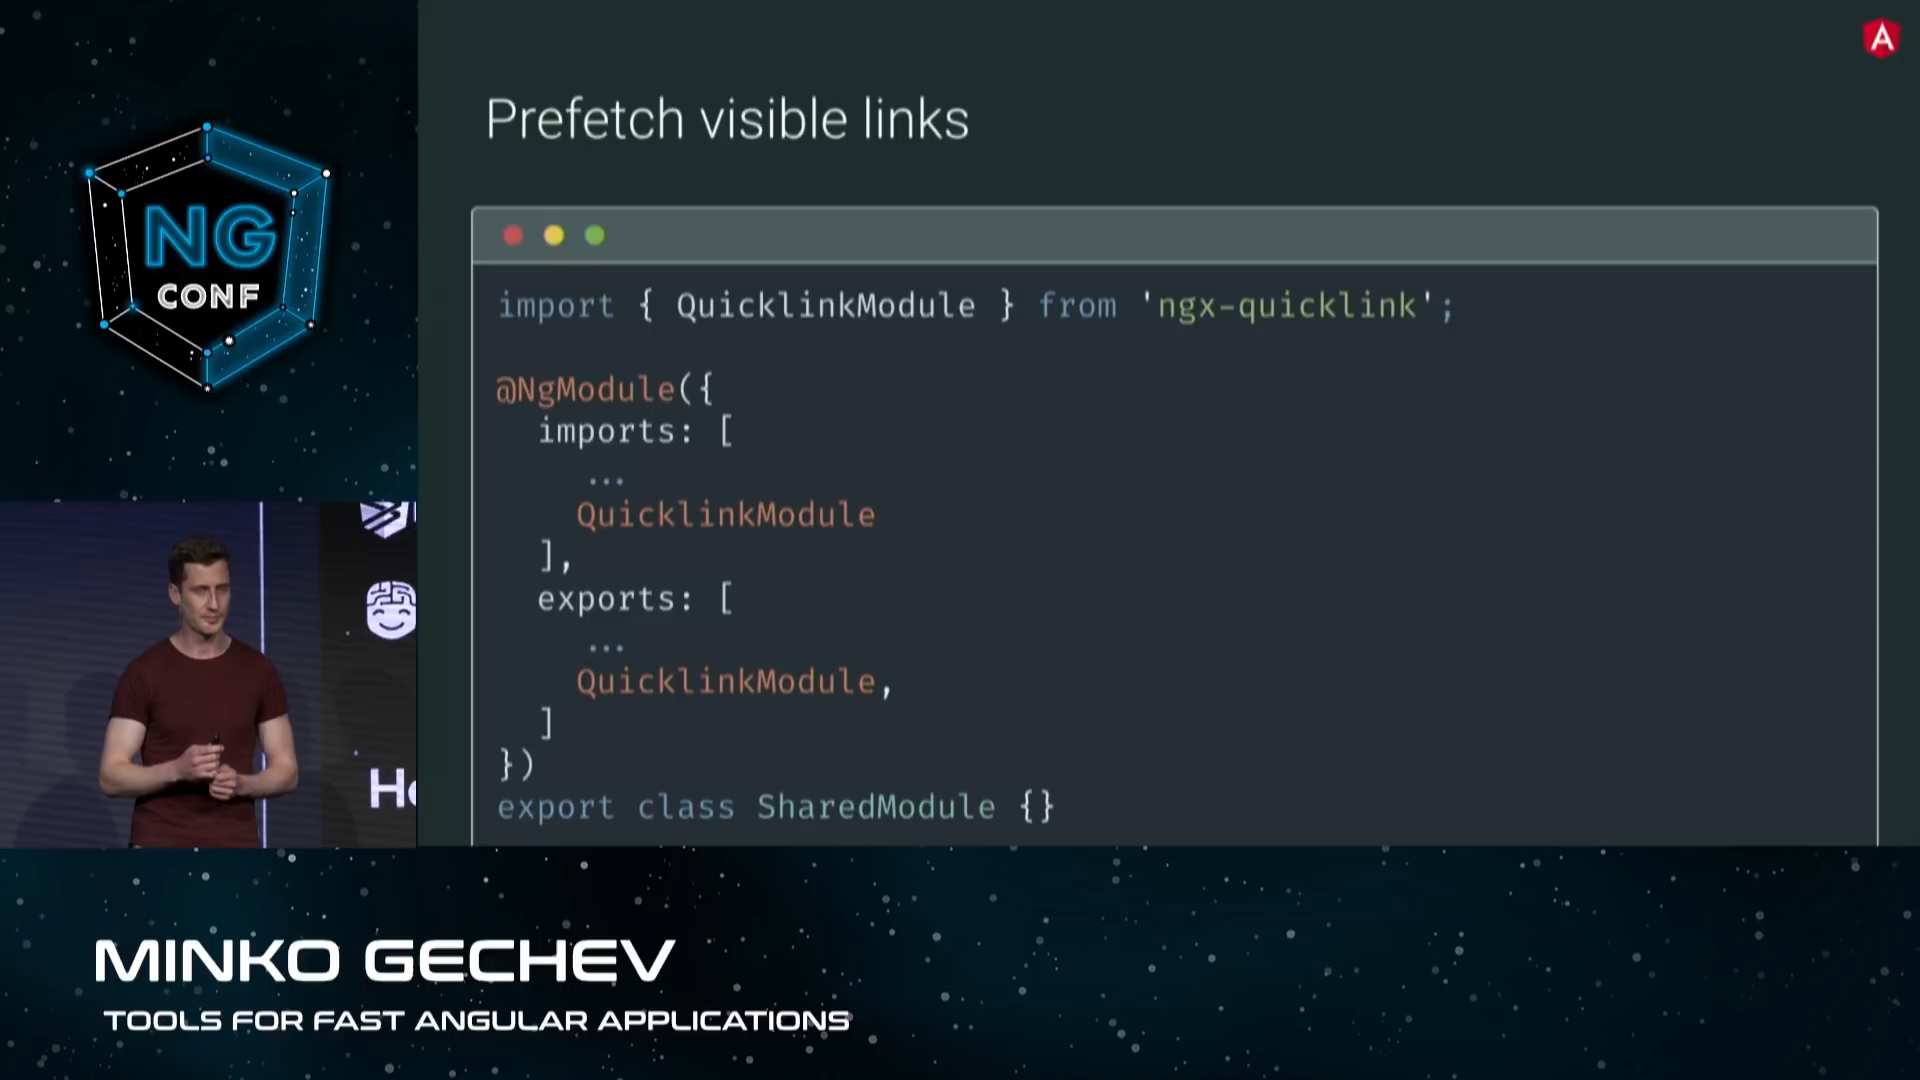 NG
CONF
A
Prefetch visible links
import { QuicklinkModule } from 'ngx-quicklink';
@NgModule({
imports: [
...
QuicklinkModule
],
exports: [
...
QuicklinkModule,
]
})
export class SharedModule {}
MINKO GECHEV
TOOLS FOR FAST ANGULAR APPLICATIONS